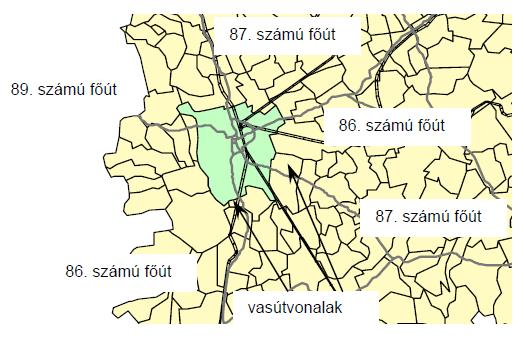 87. számú főút
89. számú főút
86. számú főút
87. számú főút
86. számú főút
vasútvonalak